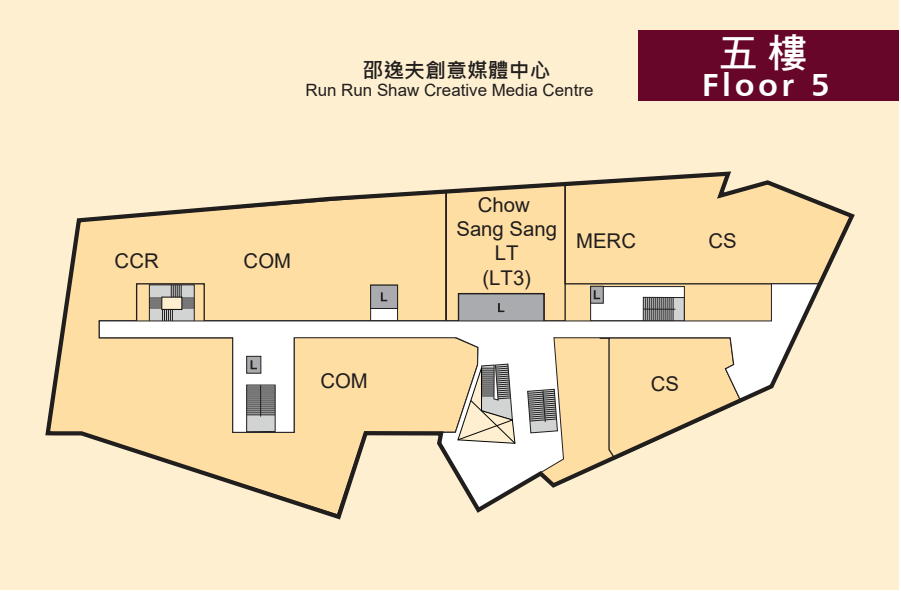 五樓
Floor 5
邵逸夫創意媒體中心
Run Run Shaw Creative Media Centre
Chow
Sang Sang
LT
(LT3)
MERC
CS
CCR
COM
L
L
L
L
COM
CS